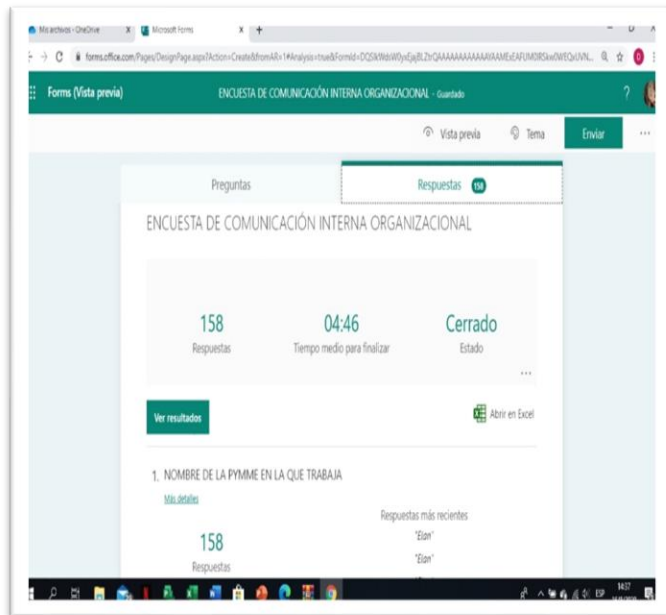 Mis archivos - OneDrive X Microsoft Forms X +
Forms (Vista previa)
ENCUESTA DE COMUNICACIÓN INTERNA ORGANIZACIONAL - Guardado
?
Vista previa
Tema
Enviar
Preguntas
Respuestas 158
ENCUESTA DE COMUNICACIÓN INTERNA ORGANIZACIONAL
158 04:46 Cerrado
Respuestas Tiempo medio para finalizar Estado
Ver resultados
Abrir en Excel
1. NOMBRE DE LA PYMME EN LA QUE TRABAJA
Más detalles
Respuestas más recientes
158
"Elan"
Respuestas
"Elan"
ESP
14:37